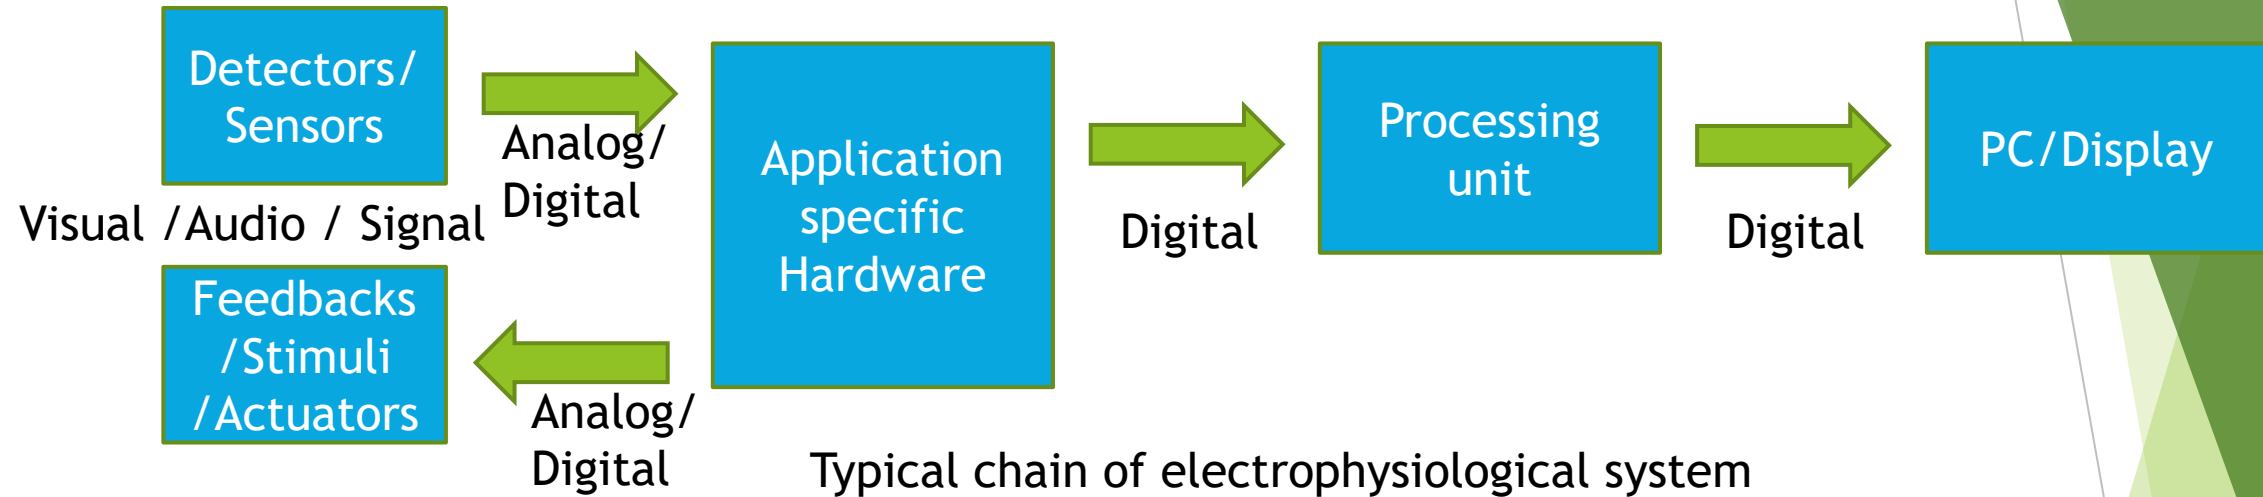 Detectors/
Sensors
Analog/
Digital
Visual /Audio / Signal
Feedbacks
/Stimuli
/Actuators
Analog/
Digital
Application
specific
Hardware
Digital
Processing
unit
Digital
PC/Display
Typical chain of electrophysiological system